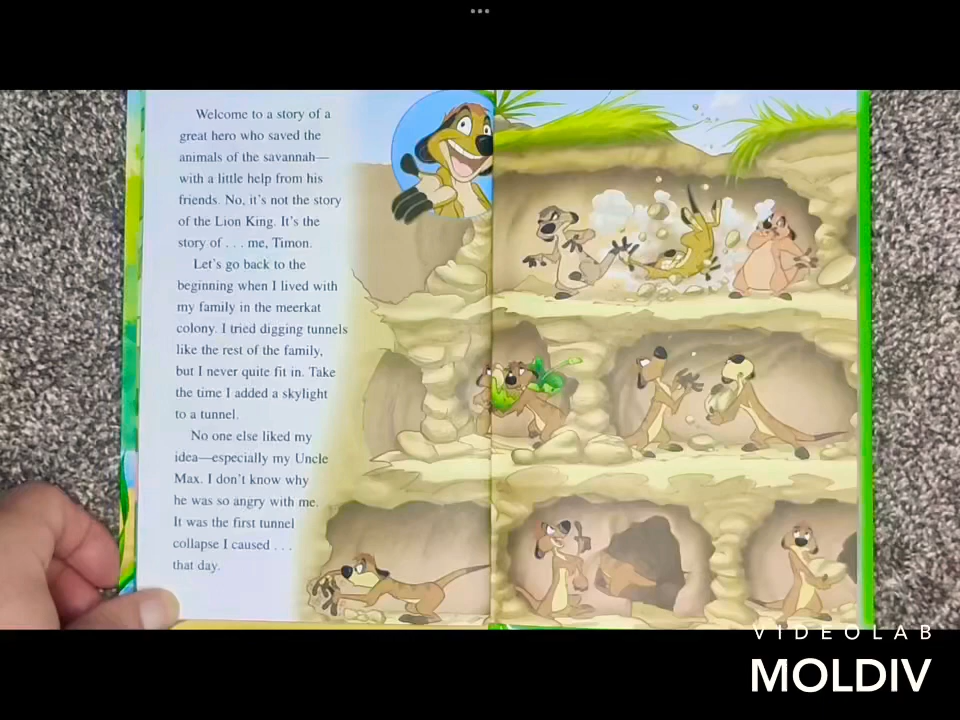 Welcome to a story of a
great hero who saved the
animals of the savannah—
with a little help from his
friends. No, it's not the story
of the Lion King. It's the
story of . . . me, Timon.
Let's go back to the
beginning when I lived with
my family in the meerkat
colony. I tried digging tunnels
like the rest of the family,
but I never quite fit in. Take
the time I added a skylight
to a tunnel.
No one else liked my
idea—especially my Uncle
Max. I don't know why
he was so angry with me.
It was the first tunnel
collapse I caused . . .
that day.
VIDEOLAB
MOLDIV